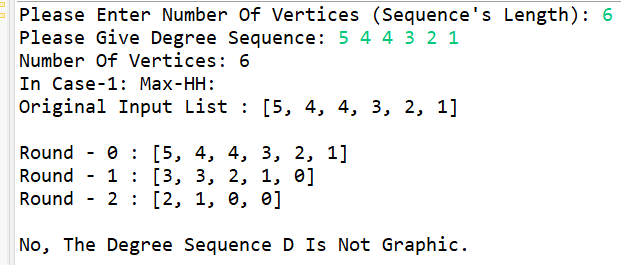 Please Enter Number Of Vertices (Sequence's Length): 6
Please Give Degree Sequence: 5 4 4 3 2 1
Number Of Vertices: 6
In Case-1: Max-HH:
Original Input List : [5, 4, 4, 3, 2, 1]
Round - 0 : [5, 4, 4, 3, 2, 1]
Round - 1 : [3, 3, 2, 1, 0]
Round - 2 : [2, 1, 0, 0]
No, The Degree Sequence D Is Not Graphic.